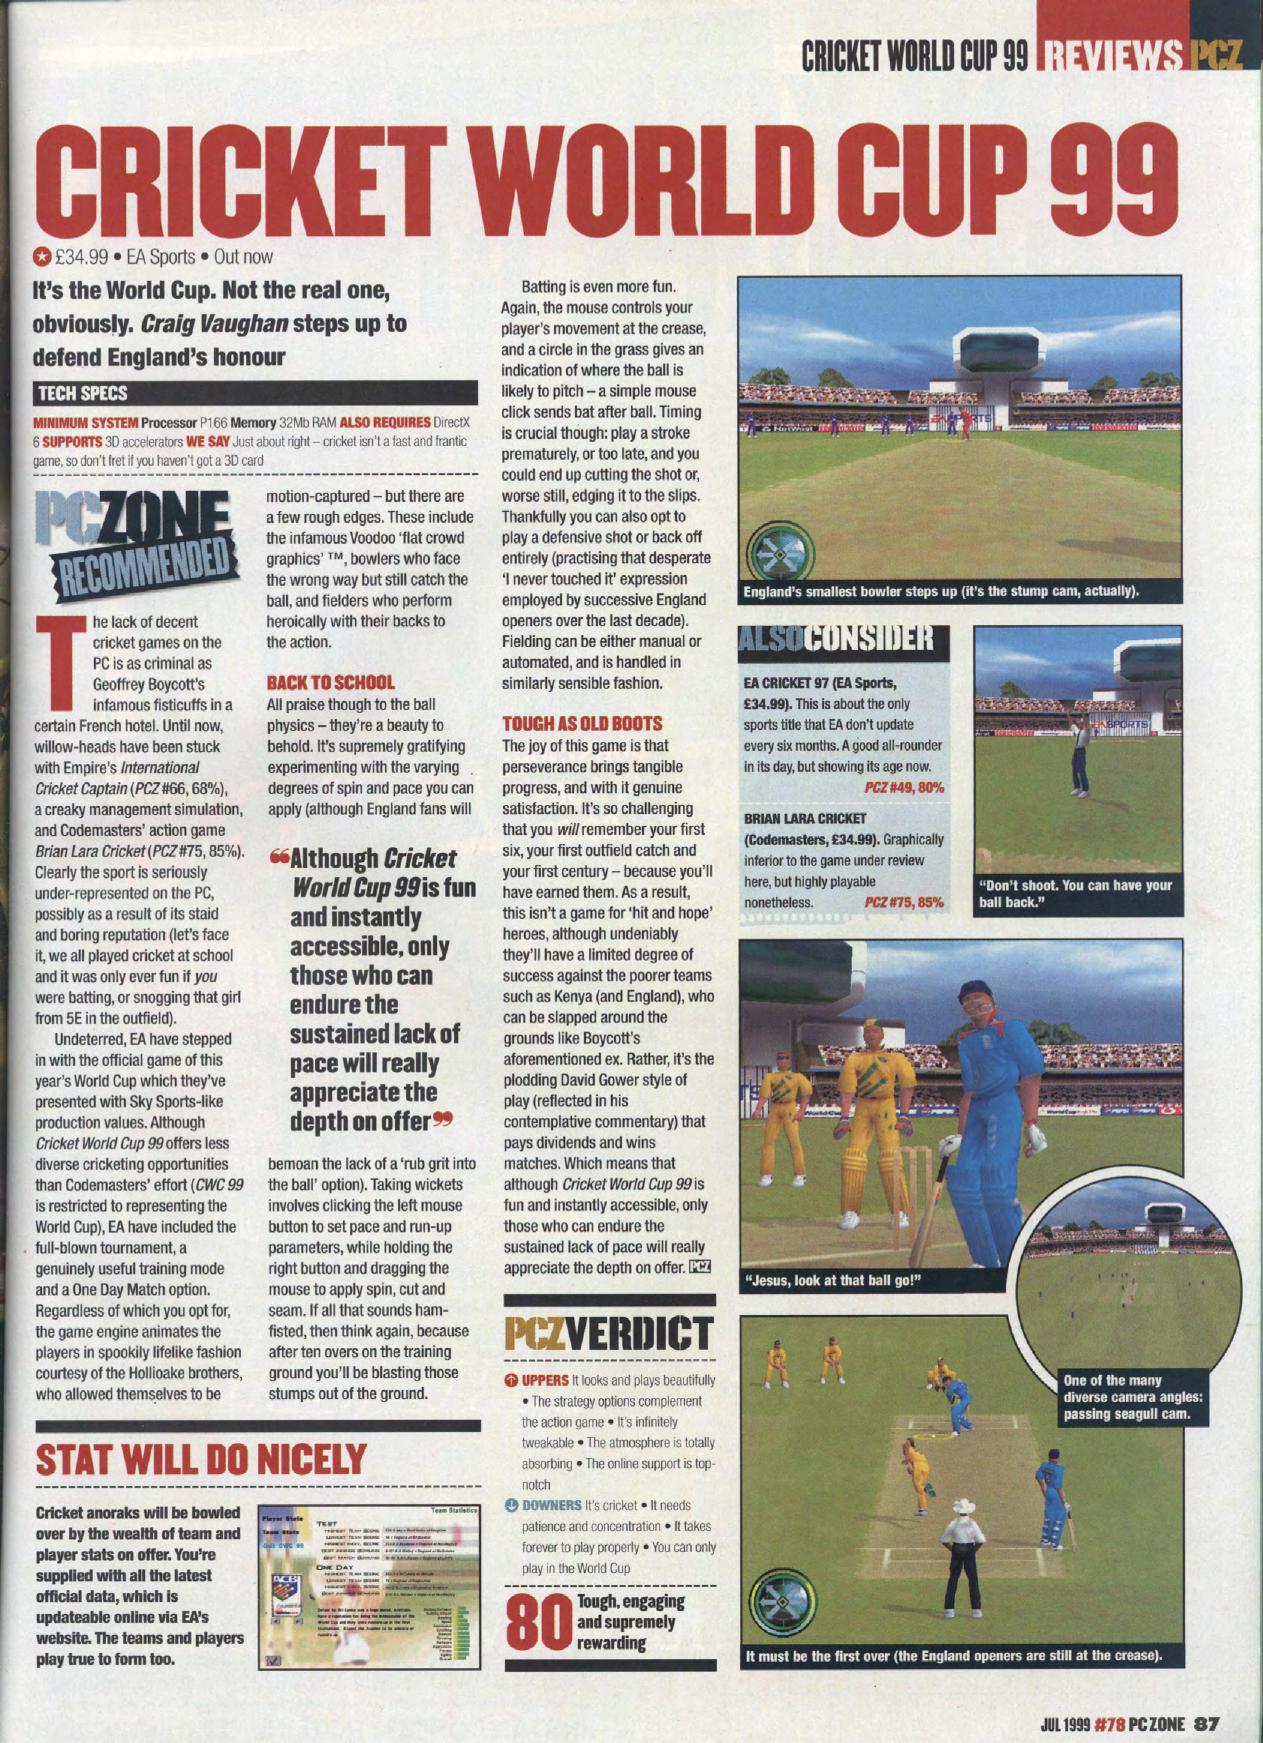 CRICKET WORLD CUP 99 REVIEWS PCZ
CRICKET WORLD CUP 99
£34.99 • EA Sports • Out now
It's the World Cup. Not the real one,
obviously. Craig Vaughan steps up to
defend England's honour
TECH SPECS
MINIMUM SYSTEM Processor P166 Memory 32Mb RAM ALSO REQUIRES DirectX
6 SUPPORTS 3D accelerators WE SAY Just about right – cricket isn't a fast and frantic
game, so don't fret if you haven't got a 3D card
PCZONE
RECOMMENDED
The lack of decent
cricket games on the
PC is as criminal as
Geoffrey Boycott's
infamous fisticuffs in a
certain French hotel. Until now,
willow-heads have been stuck
with Empire's International
Cricket Captain (PCZ #66, 68%),
a creaky management simulation,
and Codemasters' action game
Brian Lara Cricket (PCZ #75, 85%).
Clearly the sport is seriously
under-represented on the PC,
possibly as a result of its staid
and boring reputation (let's face
it, we all played cricket at school
and it was only ever fun if you
were batting, or snogging that girl
from 5E in the outfield).
Undeterred, EA have stepped
in with the official game of this
year's World Cup which they've
presented with Sky Sports-like
production values. Although
Cricket World Cup 99 offers less
diverse cricketing opportunities
than Codemasters' effort (CWC 99
is restricted to representing the
World Cup), EA have included the
full-blown tournament, a
genuinely useful training mode
and a One Day Match option.
Regardless of which you opt for,
the game engine animates the
players in spookily lifelike fashion
courtesy of the Hollioake brothers,
who allowed themselves to be
motion-captured – but there are
a few rough edges. These include
the infamous Voodoo 'flat crowd
graphics' ™, bowlers who face
the wrong way but still catch the
ball, and fielders who perform
heroically with their backs to
the action.
BACK TO SCHOOL
All praise though to the ball
physics – they're a beauty to
behold. It's supremely gratifying
experimenting with the varying
degrees of spin and pace you can
apply (although England fans will
“Although Cricket
World Cup 99 is fun
and instantly
accessible, only
those who can
endure the
sustained lack of
pace will really
appreciate the
depth on offer”
bemoan the lack of a 'rub grit into
the ball' option). Taking wickets
involves clicking the left mouse
button to set pace and run-up
parameters, while holding the
right button and dragging the
mouse to apply spin, cut and
seam. If all that sounds ham-
fisted, then think again, because
after ten overs on the training
ground you'll be blasting those
stumps out of the ground.
Batting is even more fun.
Again, the mouse controls your
player's movement at the crease,
and a circle in the grass gives an
indication of where the ball is
likely to pitch – a simple mouse
click sends bat after ball. Timing
is crucial though: play a stroke
prematurely, or too late, and you
could end up cutting the shot or,
worse still, edging it to the slips.
Thankfully you can also opt to
play a defensive shot or back off
entirely (practising that desperate
'I never touched it' expression
employed by successive England
openers over the last decade).
Fielding can be either manual or
automated, and is handled in
similarly sensible fashion.
TOUGH AS OLD BOOTS
The joy of this game is that
perseverance brings tangible
progress, and with it genuine
satisfaction. It's so challenging
that you will remember your first
six, your first outfield catch and
your first century – because you'll
have earned them. As a result,
this isn't a game for 'hit and hope'
heroes, although undeniably
they'll have a limited degree of
success against the poorer teams
such as Kenya (and England), who
can be slapped around the
grounds like Boycott's
aforementioned ex. Rather, it's the
plodding David Gower style of
play (reflected in his
contemplative commentary) that
pays dividends and wins
matches. Which means that
although Cricket World Cup 99 is
fun and instantly accessible, only
those who can endure the
sustained lack of pace will really
appreciate the depth on offer. PCZ
PCZVERDICT
UPPERS It looks and plays beautifully
• The strategy options complement
the action game • It's infinitely
tweakable • The atmosphere is totally
absorbing • The online support is top-
notch
DOWNERS It's cricket • It needs
patience and concentration • It takes
forever to play properly • You can only
play in the World Cup
80 Tough, engaging
and supremely
rewarding
STAT WILL DO NICELY
Cricket anoraks will be bowled
over by the wealth of team and
player stats on offer. You're
supplied with all the latest
official data, which is
updateable online via EA's
website. The teams and players
play true to form too.
Team Statistics
Player Stats
Team Stats
Quit CWC 99
TEST
ONE DAY
ACB
NatWest
EA SPORTS
England's smallest bowler steps up (it's the stump cam, actually).
ALSOCONSIDER
EA CRICKET 97 (EA Sports,
£34.99). This is about the only
sports title that EA don't update
every six months. A good all-rounder
in its day, but showing its age now.
PCZ #49, 80%
BRIAN LARA CRICKET
(Codemasters, £34.99). Graphically
inferior to the game under review
here, but highly playable
nonetheless. PCZ #75, 85%
EA SPORTS
"Don't shoot. You can have your
ball back."
WorldCup
PEPSI
"Jesus, look at that ball go!"
One of the many
diverse camera angles:
passing seagull cam.
It must be the first over (the England openers are still at the crease).
JUL 1999 #78 PC ZONE 87